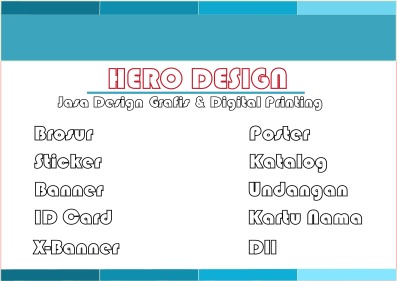 HERO DESIGN
Jasa Design Grafis & Digital Printing
Brosur
Sticker
Banner
ID Card
X-Banner
Poster
Katalog
Undangan
Kartu Nama
Dll